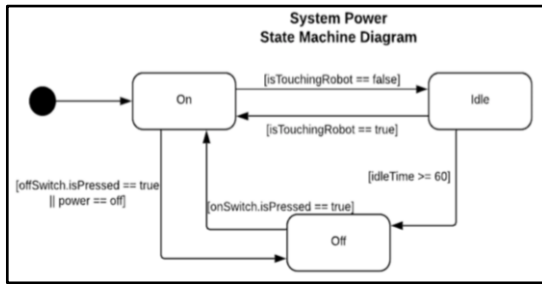 System Power
State Machine Diagram
[isTouchingRobot == false]
On
Idle
[isTouchingRobot == true]
[idleTime >= 60]
[offSwitch.isPressed == true
|| power == off]
[onSwitch.isPressed == true]
Off